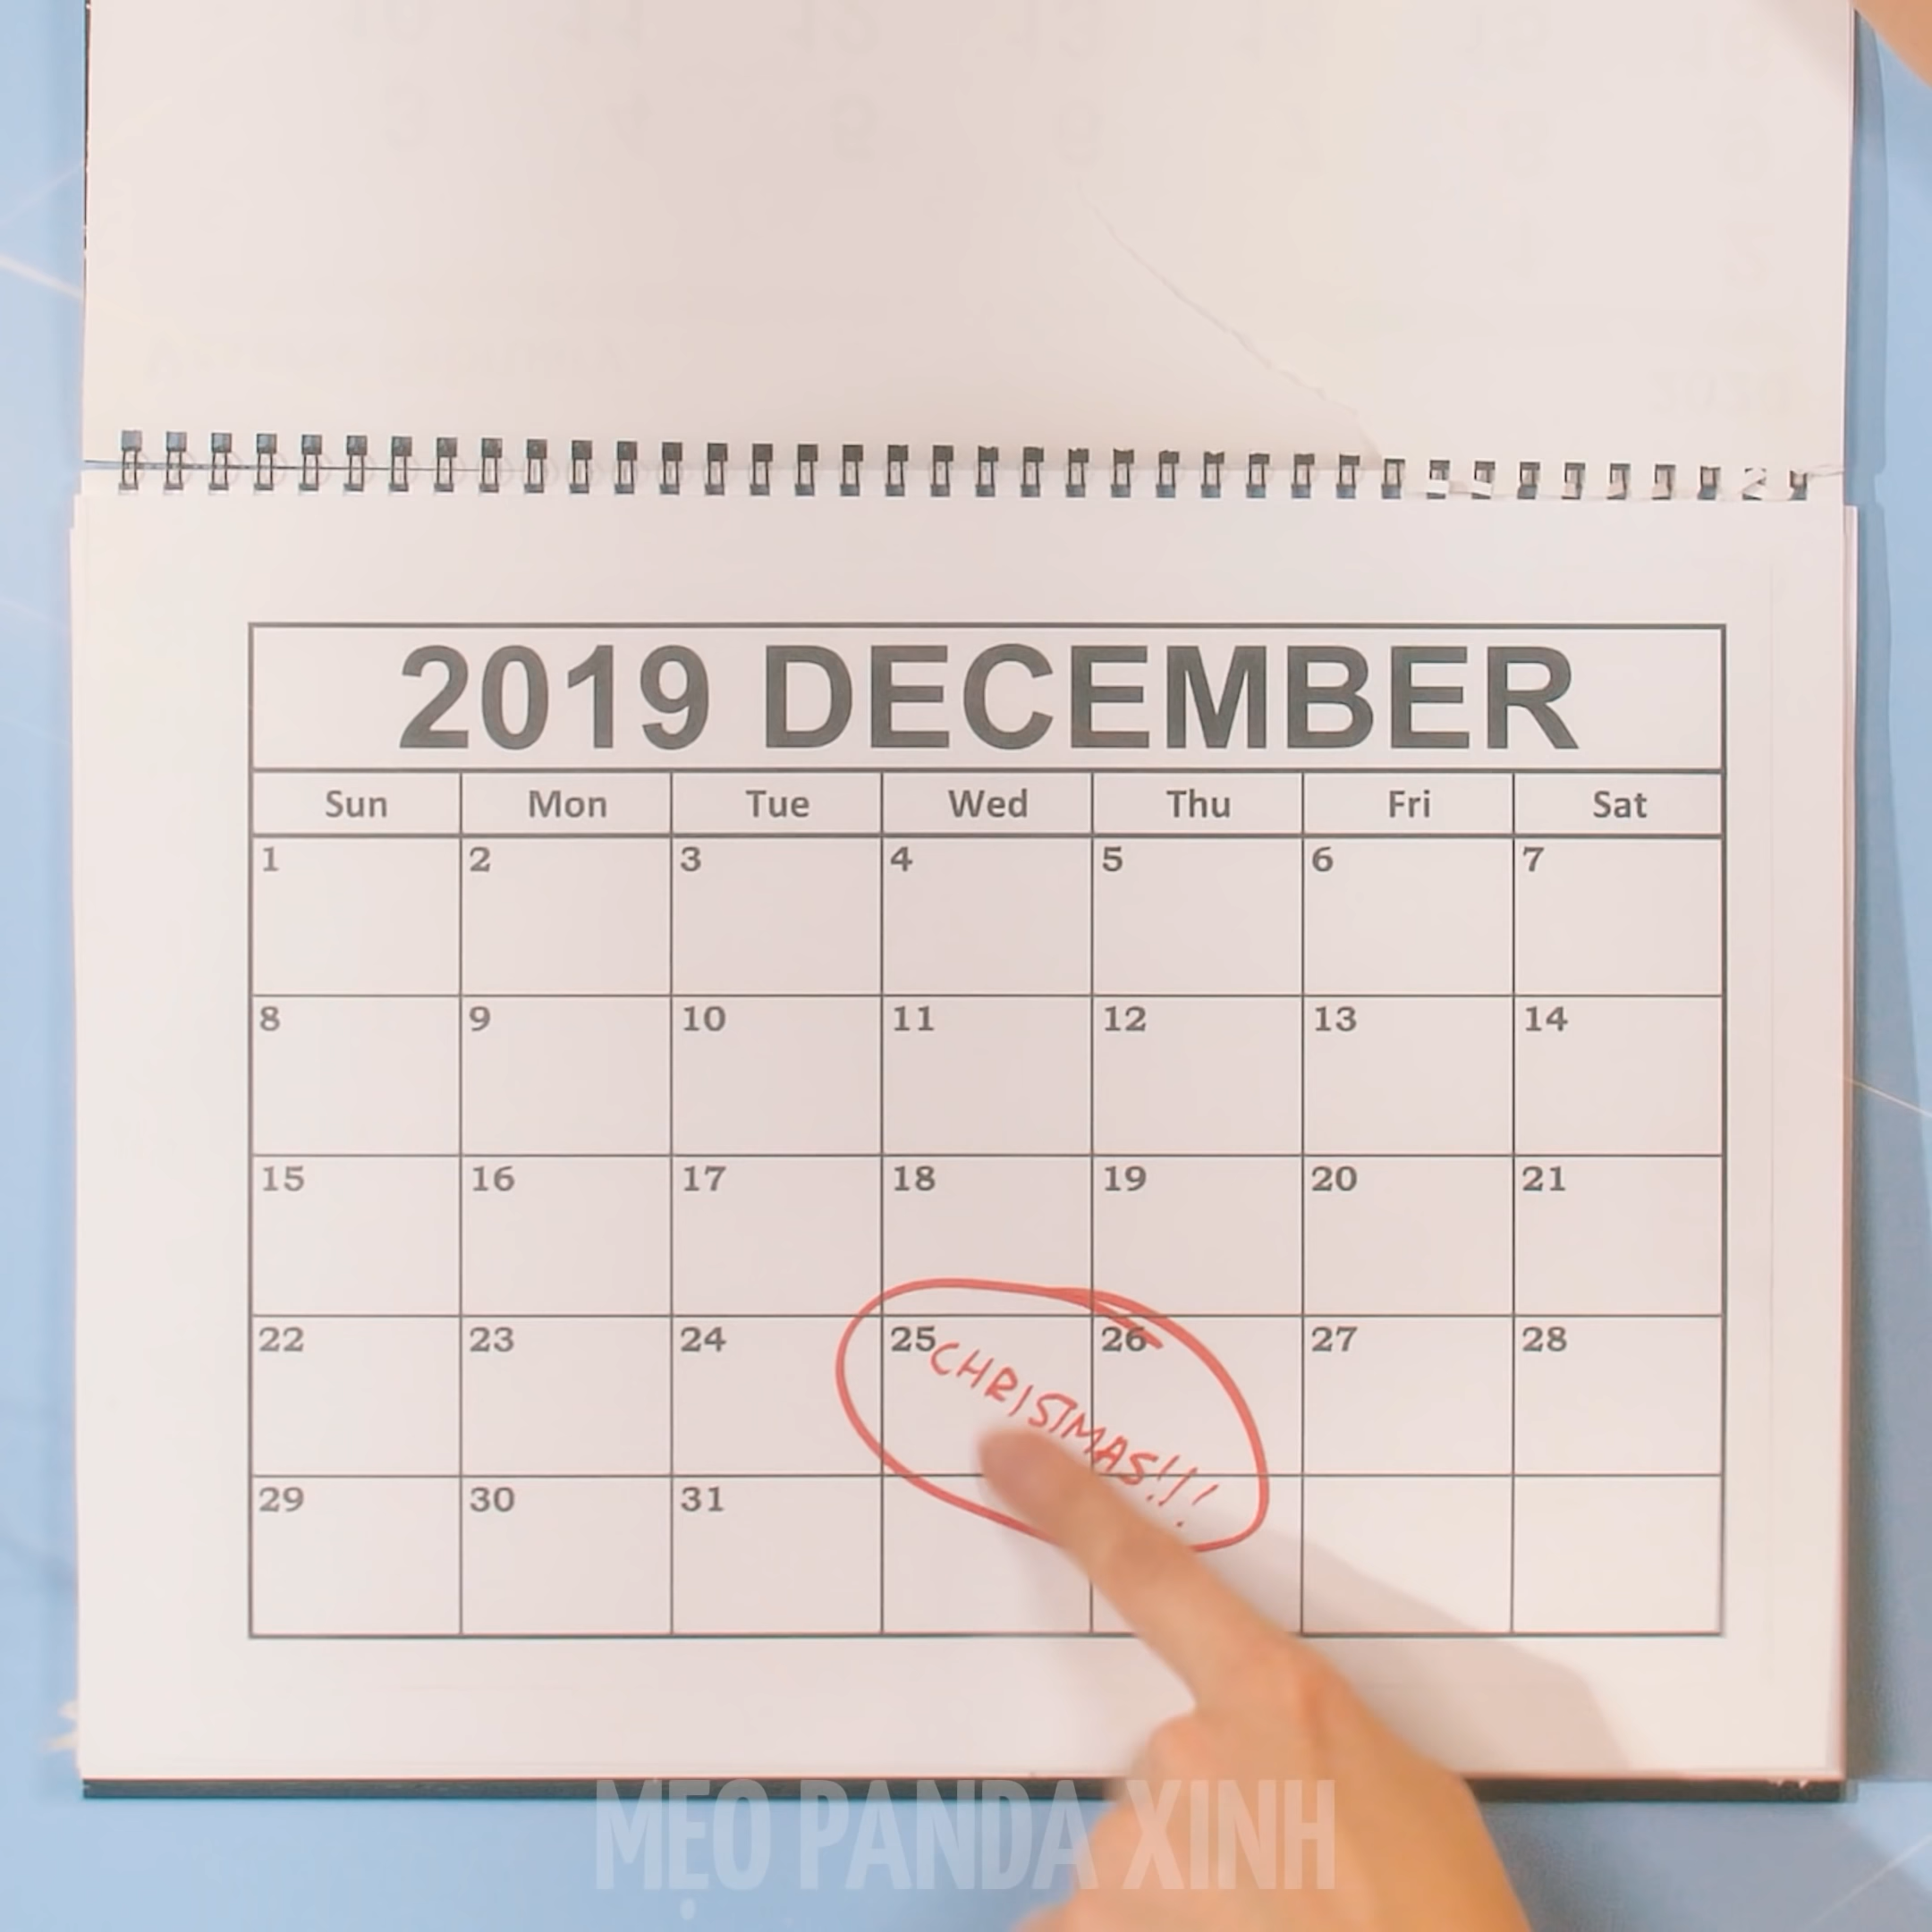 2020
2019 DECEMBER
Sun Mon Tue Wed Thu Fri Sat
1 2 3 4 5 6 7
8 9 10 11 12 13 14
15 16 17 18 19 20 21
22 23 24 25 26 27 28
CHRISTMAS!!!
29 30 31
MẸO PANDA XINH